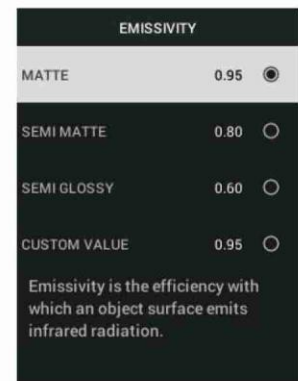 EMISSIVITY
MATTE 0.95
SEMI MATTE 0.80
SEMI GLOSSY 0.60
CUSTOM VALUE 0.95
Emissivity is the efficiency with
which an object surface emits
infrared radiation.